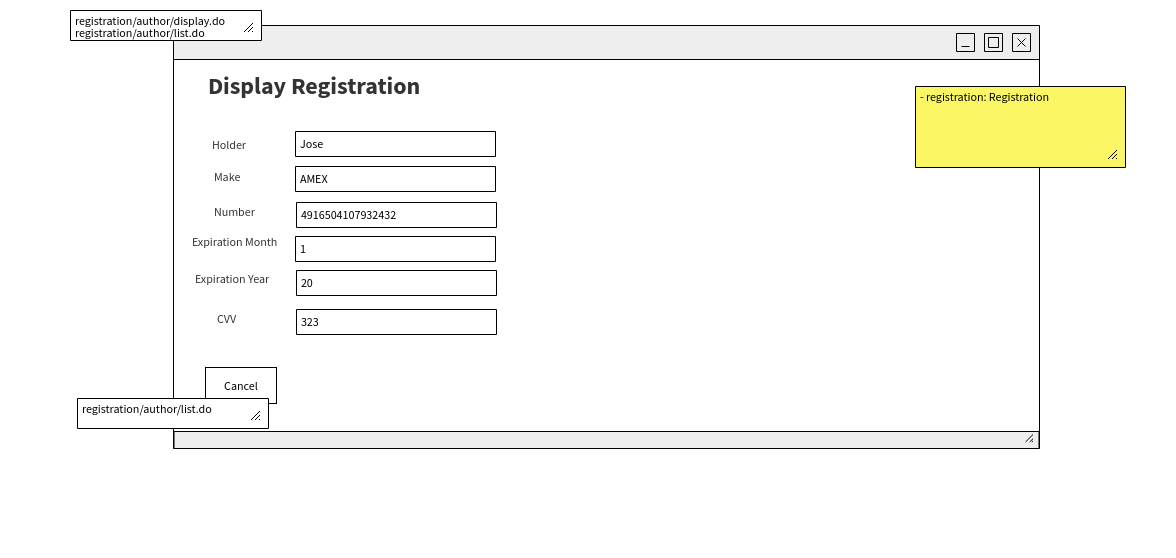 registration/author/display.do
registration/author/list.do
Display Registration
- registration: Registration
Holder
Jose
Make
AMEX
Number
4916504107932432
Expiration Month
1
Expiration Year
20
CVV
323
Cancel
registration/author/list.do